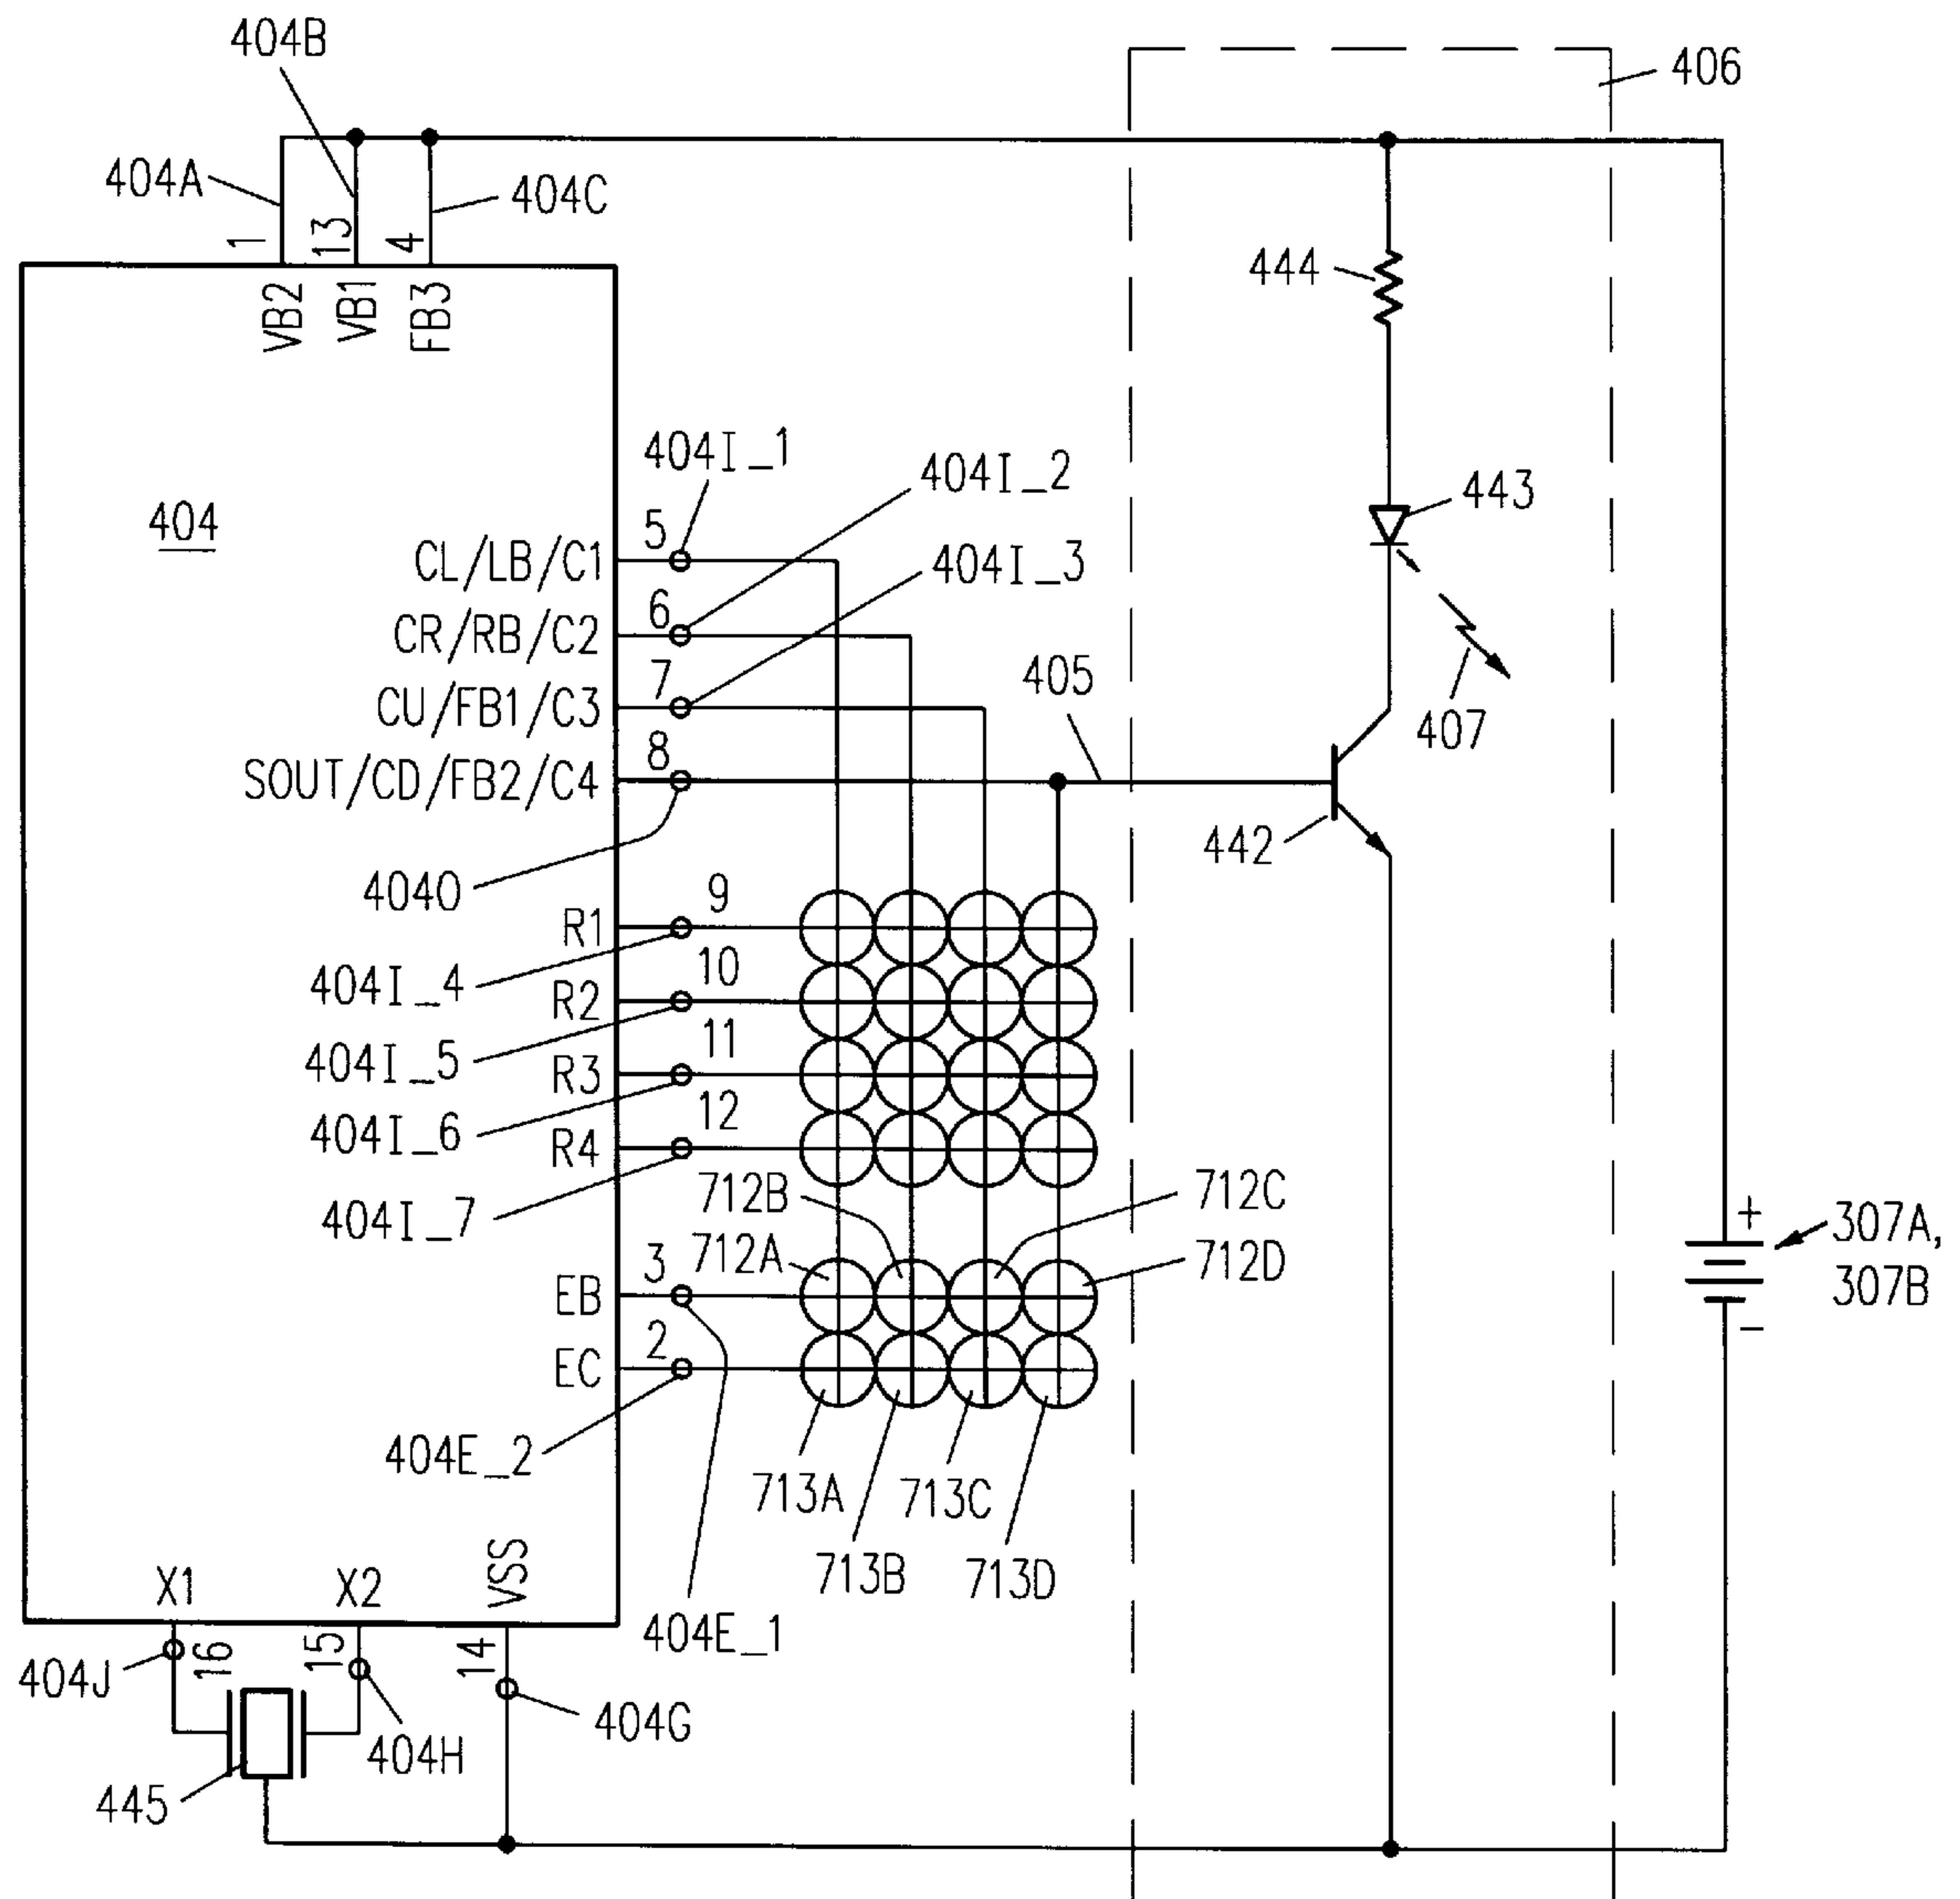 404B
406
404A
404C
1
13
4
VB2
VB1
FB3
444
404I_1
404I_2
443
404
5
404I_3
CL/LB/C1
6
CR/RB/C2
7
405
CU/FB1/C3
407
8
SOUT/CD/FB2/C4
442
4040
9
R1
10
404I_4
R2
11
404I_5
R3
12
404I_6
R4
712B
712C
404I_7
+
307A,
712A
712D
307B
3
EB
-
2
EC
404E_2
713A
713C
713B
713D
X1
X2
VSS
404E_1
16
15
14
404J
404G
404H
445